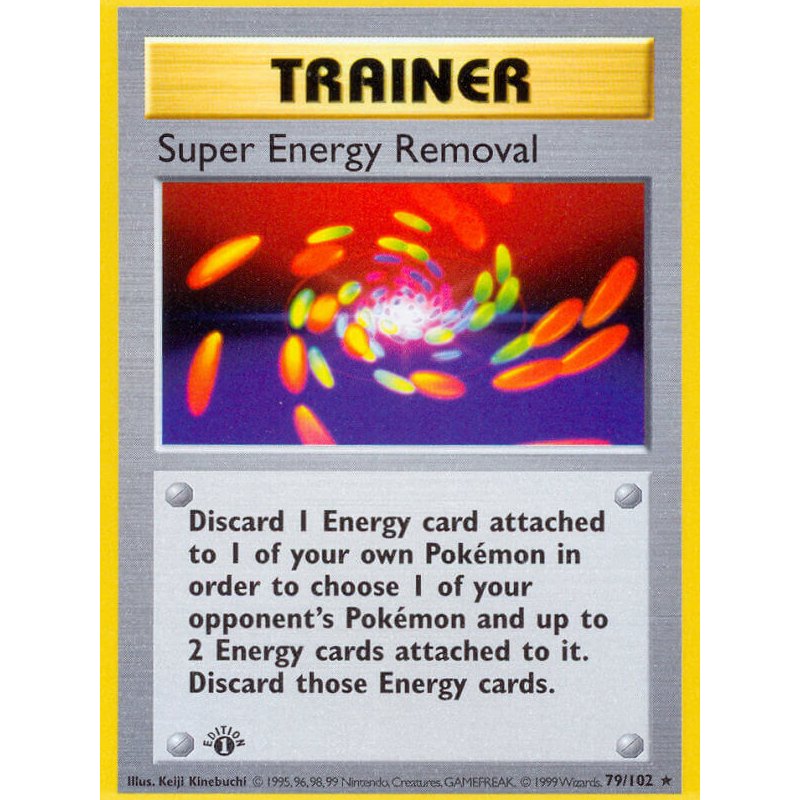 TRAINER
Super Energy Removal
Discard 1 Energy card attached
to 1 of your own Pokémon in
order to choose 1 of your
opponent's Pokémon and up to
2 Energy cards attached to it.
Discard those Energy cards.
EDITION
1
Illus. Keiji Kinebuchi © 1995, 96, 98, 99 Nintendo, Creatures, GAMEFREAK. © 1999 Wizards. 79/102 ★